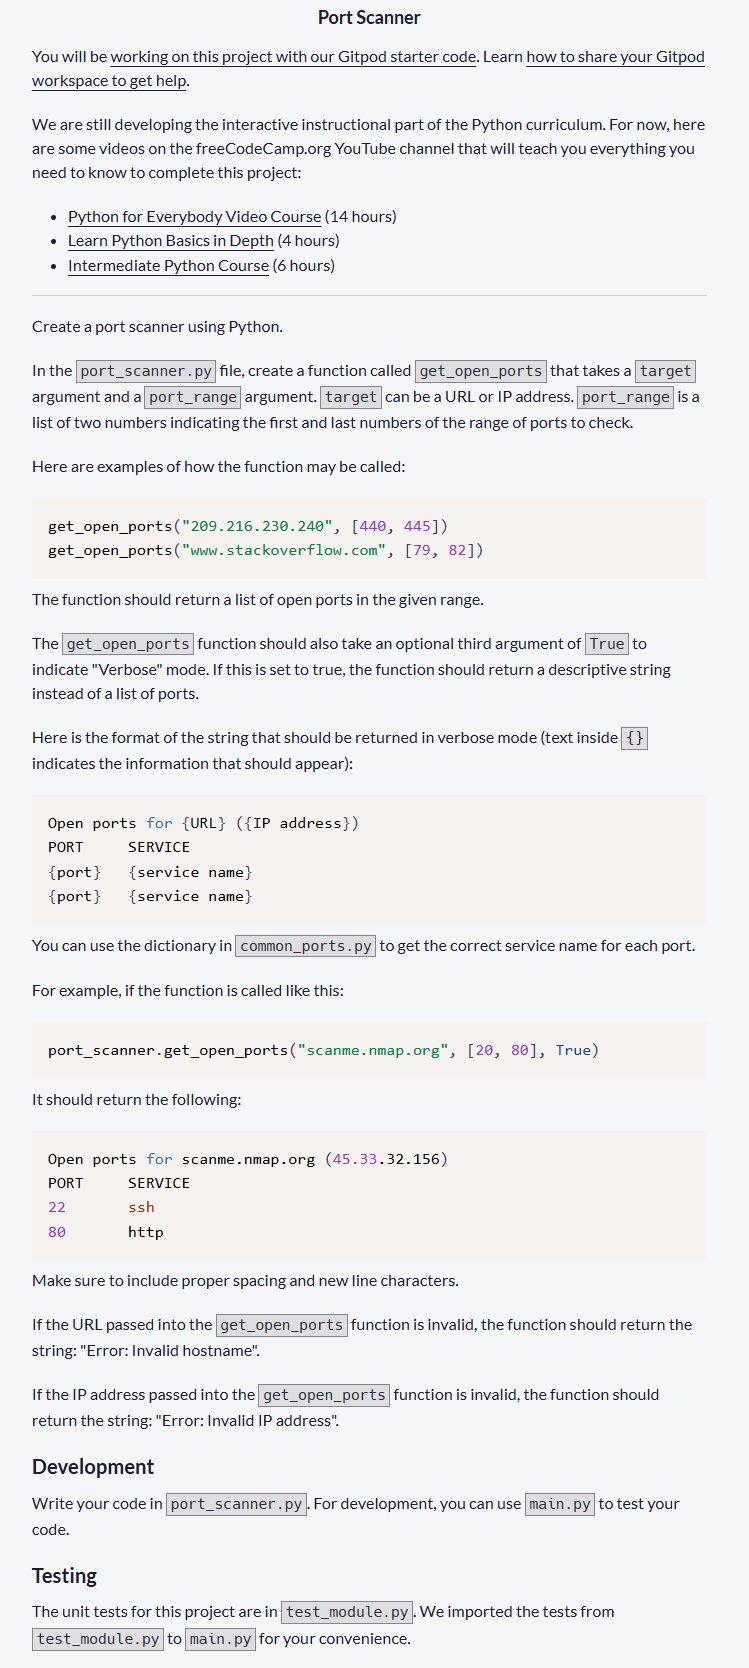 Port Scanner
You will be working on this project with our Gitpod starter code. Learn how to share your Gitpod
workspace to get help.
We are still developing the interactive instructional part of the Python curriculum. For now, here
are some videos on the freeCodeCamp.org YouTube channel that will teach you everything you
need to know to complete this project:
• Python for Everybody Video Course (14 hours)
• Learn Python Basics in Depth (4 hours)
• Intermediate Python Course (6 hours)
Create a port scanner using Python.
In the port_scanner.py file, create a function called get_open_ports that takes a target
argument and a port_range argument. target can be a URL or IP address. port_range is a
list of two numbers indicating the first and last numbers of the range of ports to check.
Here are examples of how the function may be called:
get_open_ports("209.216.230.240", [440, 445])
get_open_ports("www.stackoverflow.com", [79, 82])
The function should return a list of open ports in the given range.
The get_open_ports function should also take an optional third argument of True to
indicate "Verbose" mode. If this is set to true, the function should return a descriptive string
instead of a list of ports.
Here is the format of the string that should be returned in verbose mode (text inside {}
indicates the information that should appear):
Open ports for {URL} ({IP address})
PORT     SERVICE
{port}   {service name}
{port}   {service name}
You can use the dictionary in common_ports.py to get the correct service name for each port.
For example, if the function is called like this:
port_scanner.get_open_ports("scanme.nmap.org", [20, 80], True)
It should return the following:
Open ports for scanme.nmap.org (45.33.32.156)
PORT     SERVICE
22       ssh
80       http
Make sure to include proper spacing and new line characters.
If the URL passed into the get_open_ports function is invalid, the function should return the
string: "Error: Invalid hostname".
If the IP address passed into the get_open_ports function is invalid, the function should
return the string: "Error: Invalid IP address".
Development
Write your code in port_scanner.py. For development, you can use main.py to test your
code.
Testing
The unit tests for this project are in test_module.py. We imported the tests from
test_module.py to main.py for your convenience.